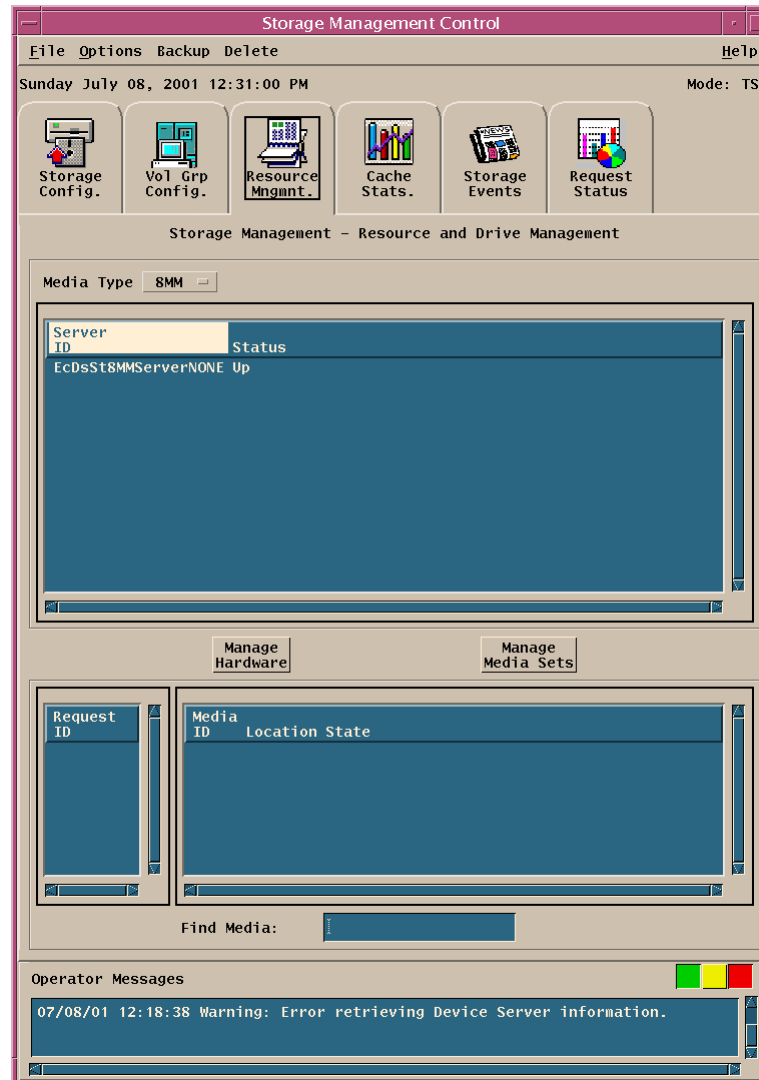 Storage Management Control
File Options Backup Delete Help
Sunday July 08, 2001 12:31:00 PM Mode: TS
Storage Config.
Vol Grp Config.
Resource Mngmnt.
Cache Stats.
Storage Events
Request Status
Storage Management - Resource and Drive Management
Media Type 8MM
Server
ID Status
EcDsSt8MMServerNONE Up
Manage Hardware
Manage Media Sets
Request
ID
Media
ID Location State
Find Media:
Operator Messages
07/08/01 12:18:38 Warning: Error retrieving Device Server information.